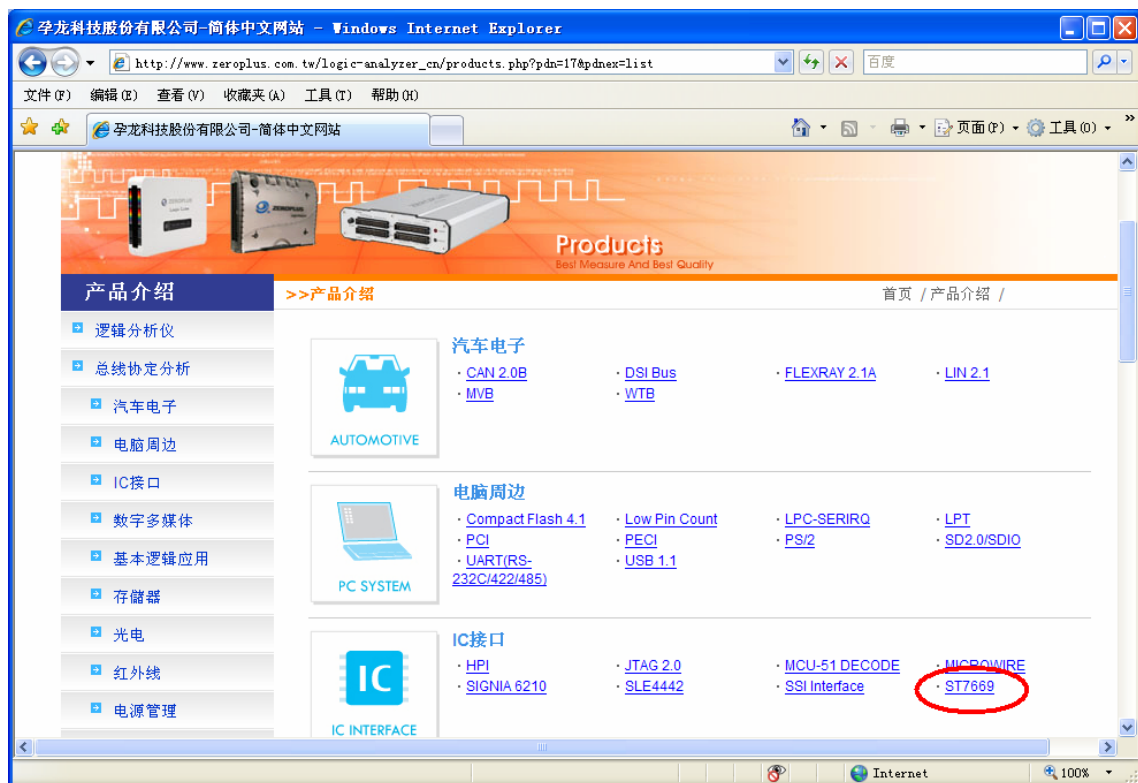 孕龙科技股份有限公司-简体中文网站 - Windows Internet Explorer
http://www.zeroplus.com.tw/logic-analyzer_cn/products.php?pdn=17&pdnex=list
百度
文件(F) 编辑(E) 查看(V) 收藏夹(A) 工具(T) 帮助(H)
孕龙科技股份有限公司-简体中文网站
页面(P) 工具(O) »
ZEROPLUS
ZEROPLUS
Products
Best Measure And Best Quality
产品介绍
>>产品介绍
首页 / 产品介绍 /
逻辑分析仪
总线协定分析
汽车电子
电脑周边
IC接口
数字多媒体
基本逻辑应用
存储器
光电
红外线
电源管理
AUTOMOTIVE
汽车电子
· CAN 2.0B · DSI Bus · FLEXRAY 2.1A · LIN 2.1
· MVB · WTB
PC SYSTEM
电脑周边
· Compact Flash 4.1 · Low Pin Count · LPC-SERIRQ · LPT
· PCI · PECI · PS/2 · SD2.0/SDIO
· UART(RS- · USB 1.1
232C/422/485)
IC
IC INTERFACE
IC接口
· HPI · JTAG 2.0 · MCU-51 DECODE · MICROWIRE
· SIGNIA 6210 · SLE4442 · SSI Interface · ST7669
Internet
100%